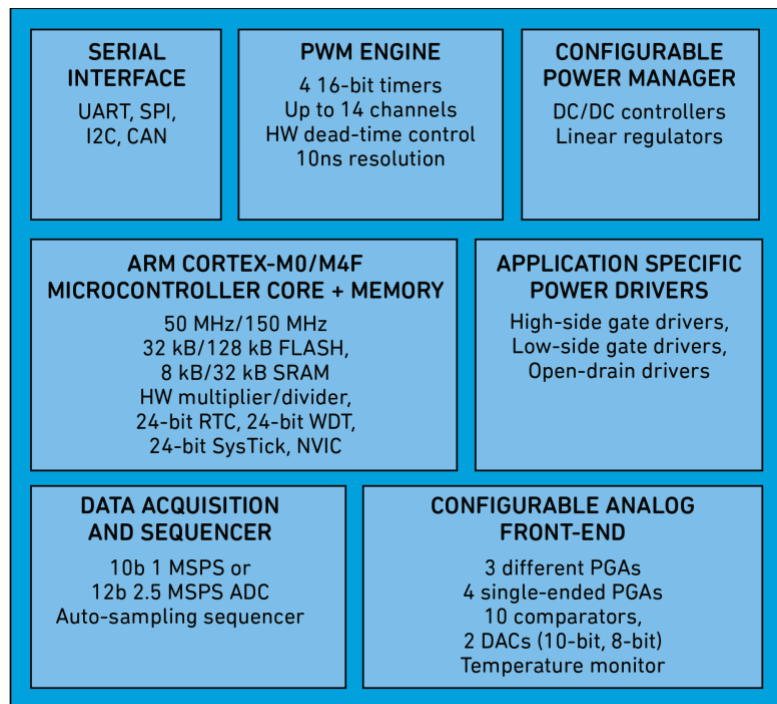 SERIAL
INTERFACE
UART, SPI,
I2C, CAN
PWM ENGINE
4 16-bit timers
Up to 14 channels
HW dead-time control
10ns resolution
CONFIGURABLE
POWER MANAGER
DC/DC controllers
Linear regulators
ARM CORTEX-M0/M4F
MICROCONTROLLER CORE + MEMORY
50 MHz/150 MHz
32 kB/128 kB FLASH,
8 kB/32 kB SRAM
HW multiplier/divider,
24-bit RTC, 24-bit WDT,
24-bit SysTick, NVIC
APPLICATION SPECIFIC
POWER DRIVERS
High-side gate drivers,
Low-side gate drivers,
Open-drain drivers
DATA ACQUISITION
AND SEQUENCER
10b 1 MSPS or
12b 2.5 MSPS ADC
Auto-sampling sequencer
CONFIGURABLE ANALOG
FRONT-END
3 different PGAs
4 single-ended PGAs
10 comparators,
2 DACs (10-bit, 8-bit)
Temperature monitor